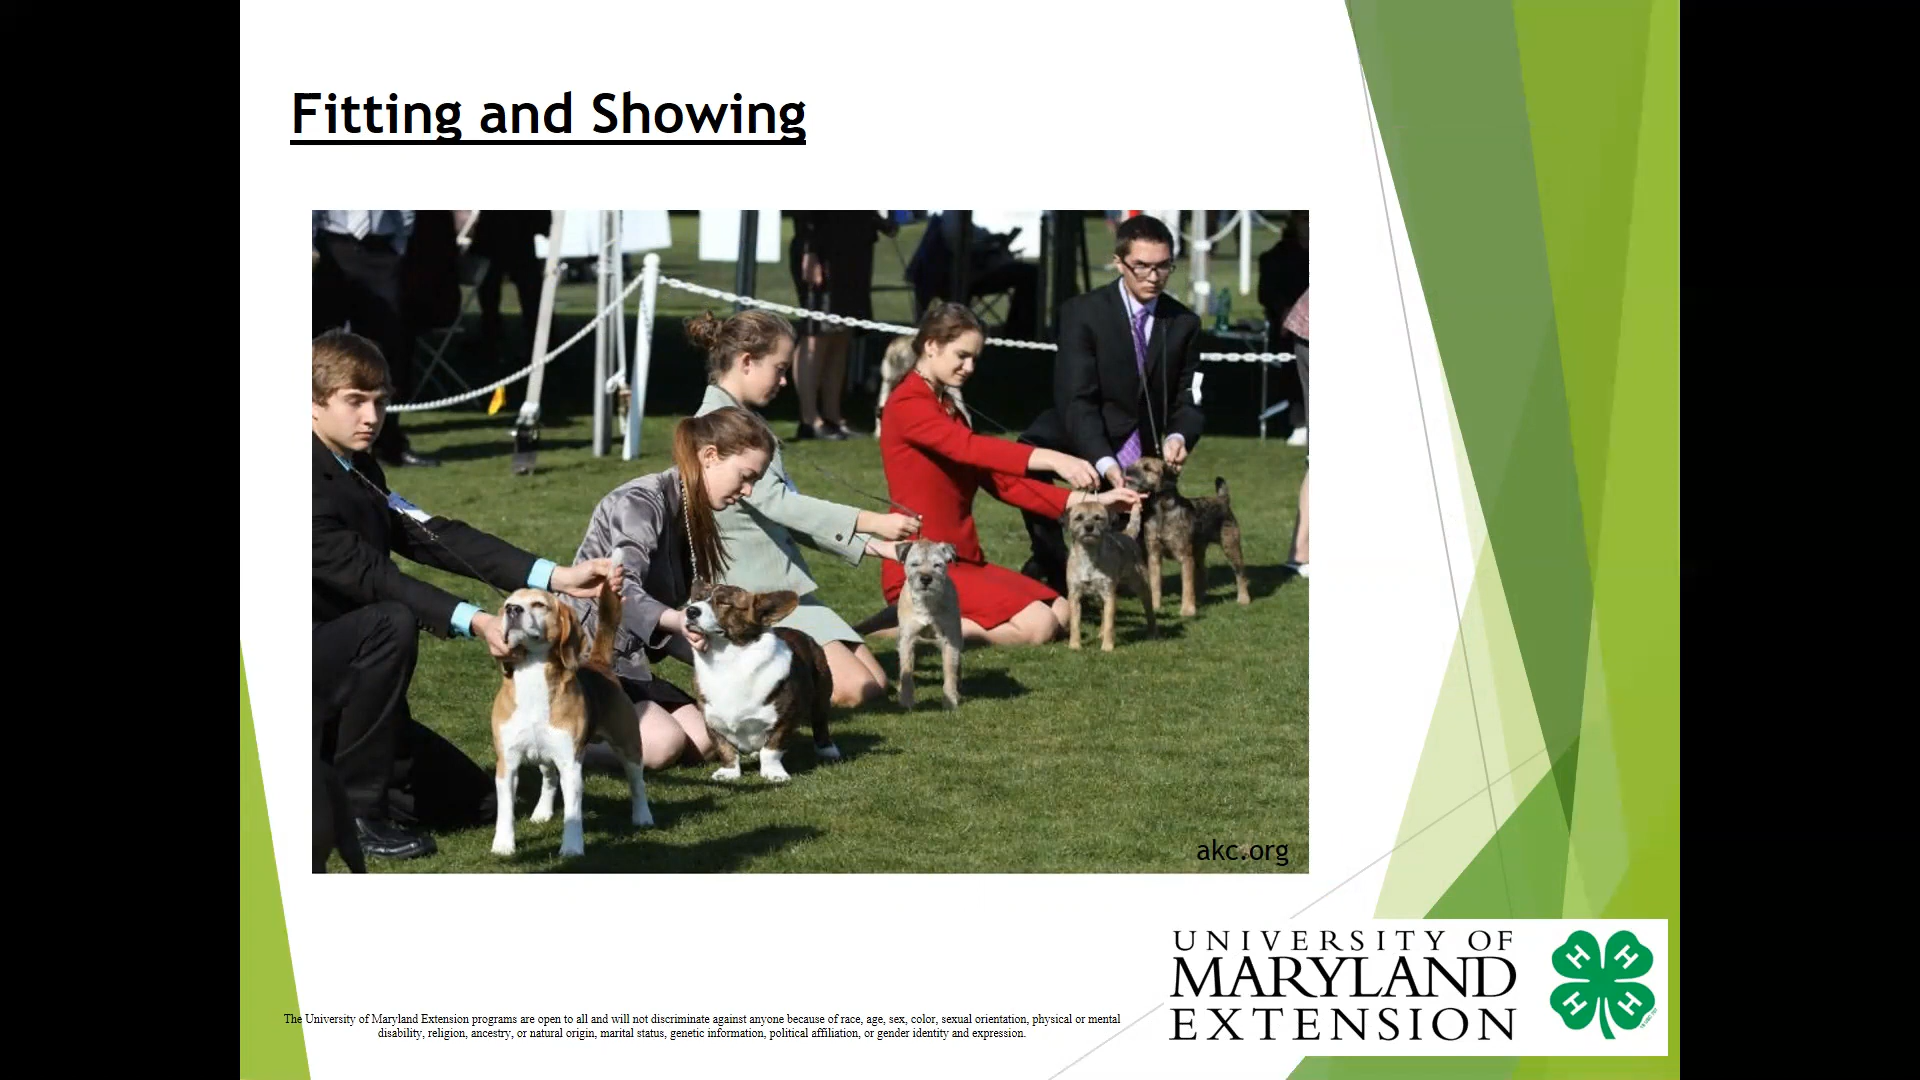 Fitting and Showing
akc.org
UNIVERSITY OF
MARYLAND
EXTENSION
H H
H H
The University of Maryland Extension programs are open to all and will not discriminate against anyone because of race, age, sex, color, sexual orientation, physical or mental
disability, religion, ancestry, or natural origin, marital status, genetic information, political affiliation, or gender identity and expression.